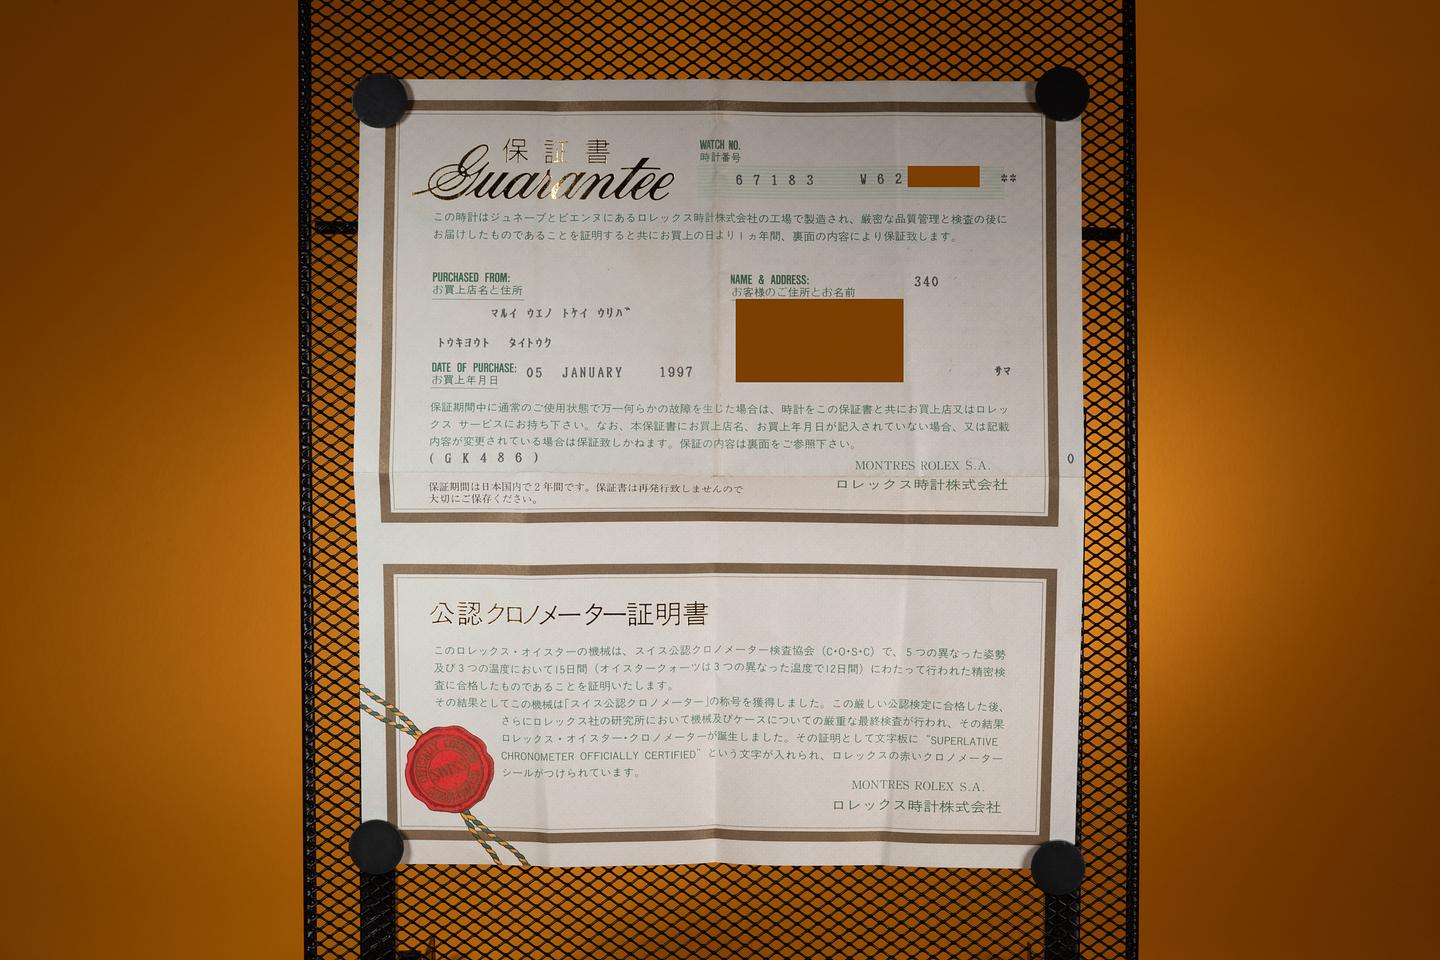 保証書
Guarantee
WATCH NO.
時計番号
67183 W62 **
この時計はジュネーブとビエンヌにあるロレックス時計株式会社の工場で製造され、厳密な品質管理と検査の後に
お届けしたものであることを証明すると共にお買上の日より1ヵ年間、裏面の内容により保証致します。
PURCHASED FROM:
お買上店名と住所
マルイ ウエノ トケイ ウリバ
トウキヨウト タイトウク
NAME & ADDRESS: 340
お客様のご住所とお名前
サマ
DATE OF PURCHASE: 05 JANUARY 1997
お買上年月日
保証期間中に通常のご使用状態で万一何らかの故障を生じた場合は、時計をこの保証書と共にお買上店又はロレッ
クス サービスにお持ち下さい。なお、本保証書にお買上店名、お買上年月日が記入されていない場合、又は記載
内容が変更されている場合は保証致しかねます。保証の内容は裏面をご参照下さい。
(GK486) 0
MONTRES ROLEX S.A.
ロレックス時計株式会社
保証期間は日本国内で2年間です。保証書は再発行致しませんので
大切にご保存ください。
公認クロノメーター証明書
このロレックス・オイスターの機械は、スイス公認クロノメーター検査協会(C・O・S・C)で、5つの異なった姿勢
及び3つの温度において15日間(オイスタークォーツは3つの異なった温度で12日間)にわたって行われた精密検
査に合格したものであることを証明いたします。
その結果としてこの機械は「スイス公認クロノメーター」の称号を獲得しました。この厳しい公認検定に合格した後、
さらにロレックス社の研究所において機械及びケースについての厳重な最終検査が行われ、その結果
ロレックス・オイスター・クロノメーターが誕生しました。その証明として文字板に "SUPERLATIVE
CHRONOMETER OFFICIALLY CERTIFIED" という文字が入れられ、ロレックスの赤いクロノメーター
シールがつけられています。
MONTRES ROLEX S.A.
ロレックス時計株式会社